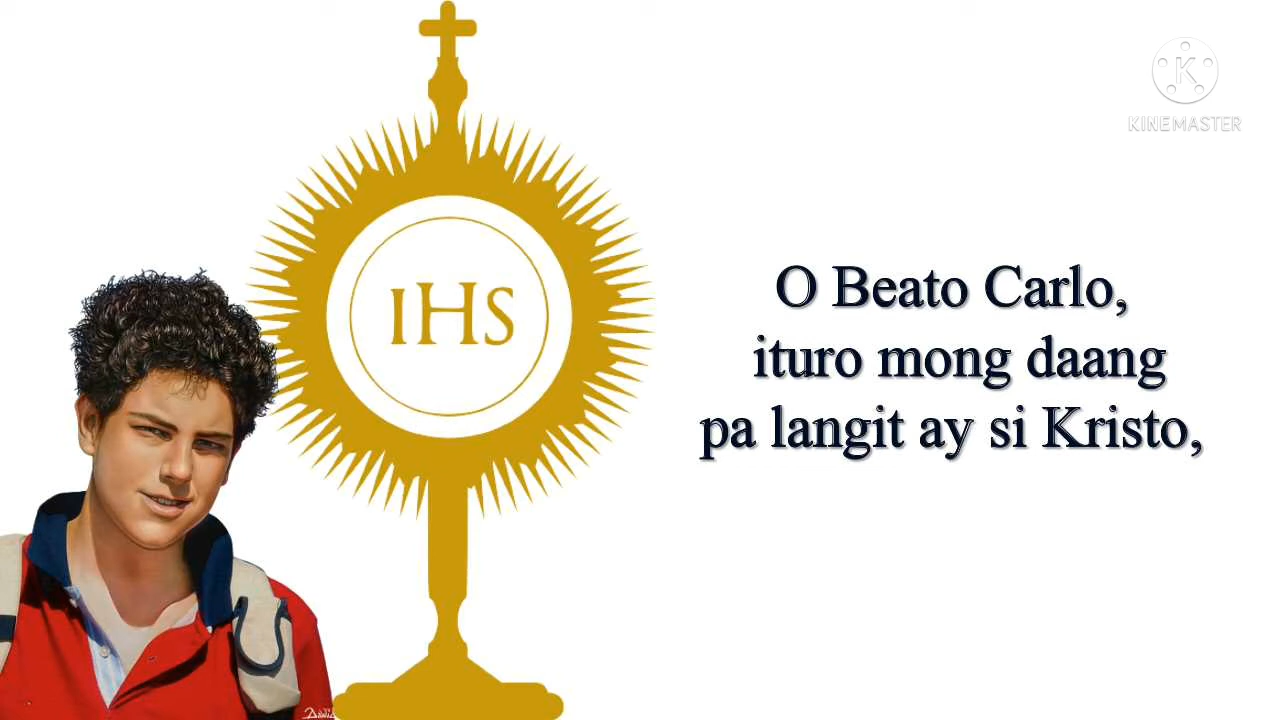 KINEMASTER
IHS
O Beato Carlo,
ituro mong daang
pa langit ay si Kristo,